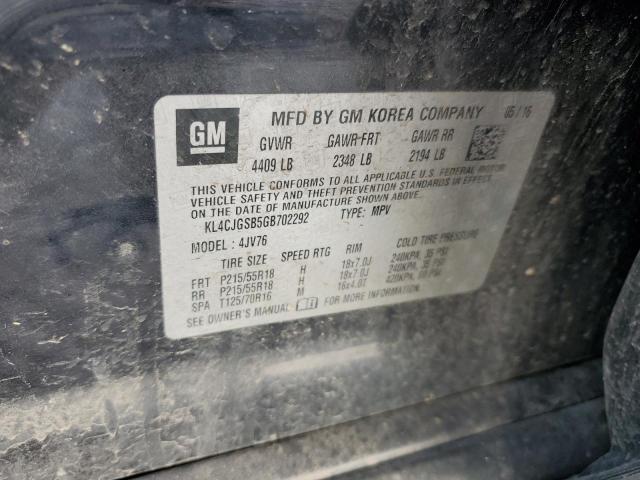 GM MFD BY GM KOREA COMPANY 05/16
GVWR GAWR FRT GAWR RR
4409 LB 2348 LB 2194 LB
THIS VEHICLE CONFORMS TO ALL APPLICABLE U.S. FEDERAL MOTOR
VEHICLE SAFETY AND THEFT PREVENTION STANDARDS IN EFFECT
ON THE DATE OF MANUFACTURE SHOWN ABOVE.
KL4CJGSB5GB702292 TYPE: MPV
MODEL: 4JV76
TIRE SIZE SPEED RTG RIM COLD TIRE PRESSURE
FRT P215/55R18 H 18x7.0J 240KPA, 35 PSI
RR P215/55R18 H 18x7.0J 240KPA, 35 PSI
SPA T125/70R16 M 16x4.0T 420KPA, 60 PSI
SEE OWNER'S MANUAL FOR MORE INFORMATION.